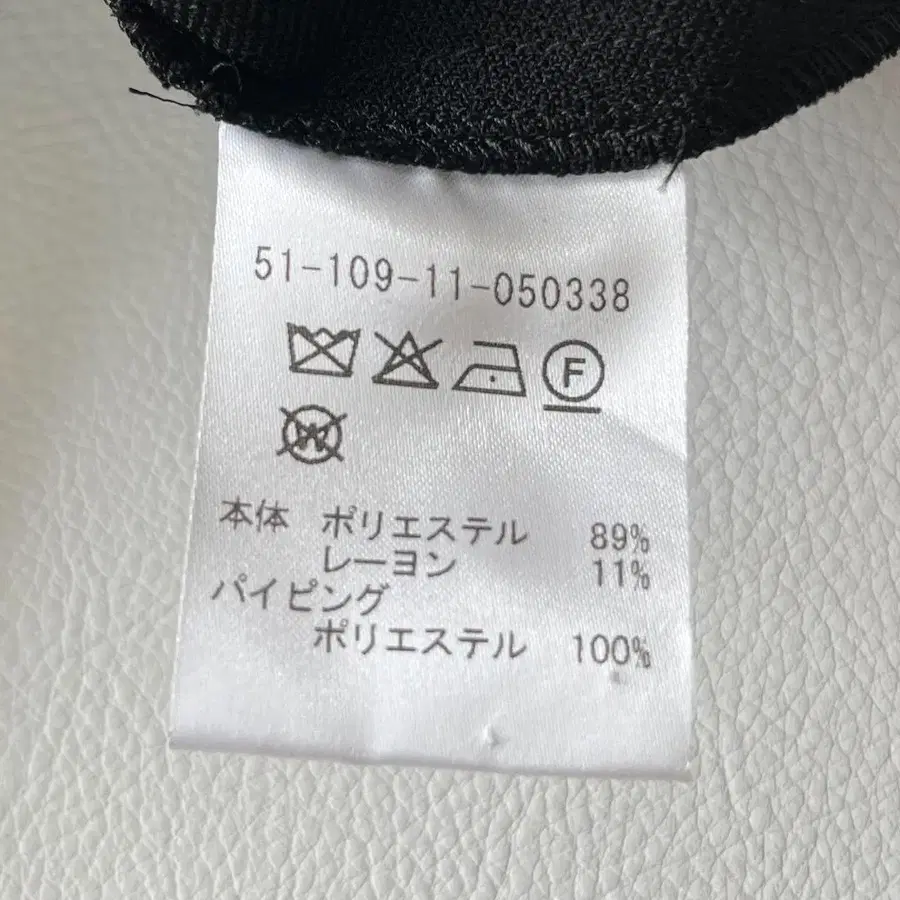 51-109-11-050338
F
W
本体 ポリエステル 89%
レーヨン 11%
パイピング
ポリエステル 100%